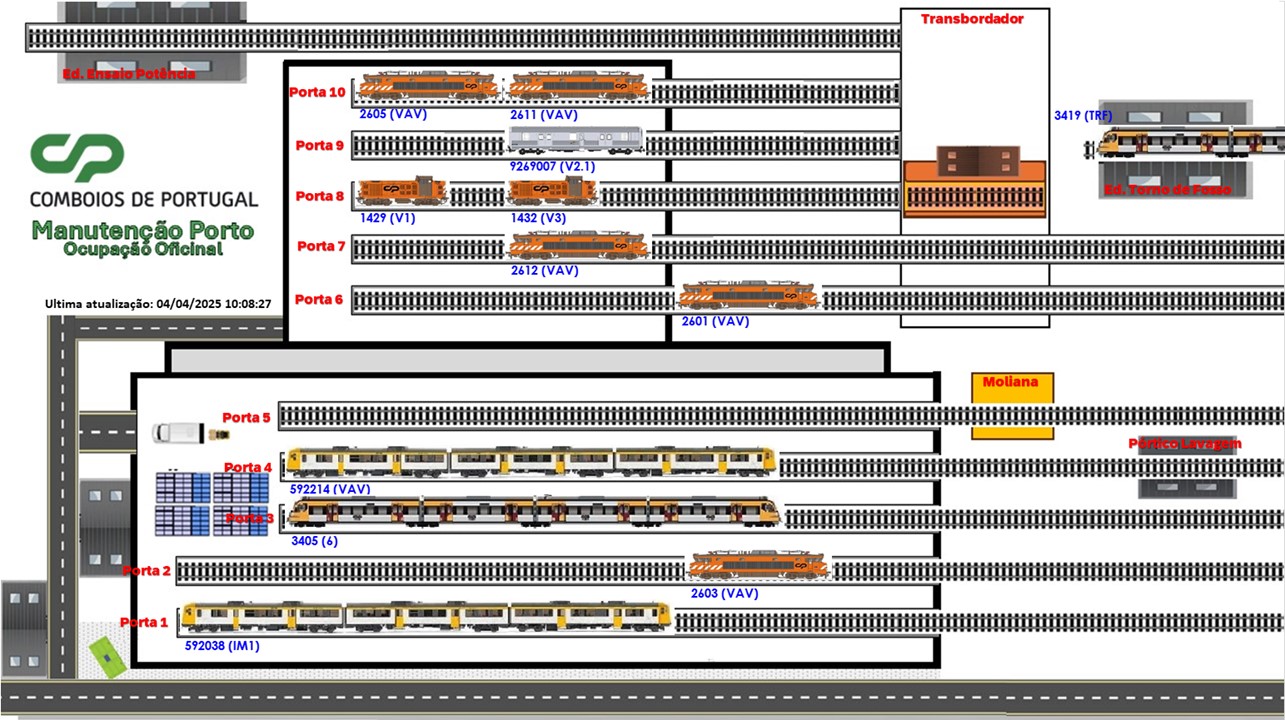 Transbordador
Ed. Ensaio Potência
Porta 10
2605 (VAV)
2611 (VAV)
3419 (TRF)
Porta 9
9269007 (V2.1)
cp
COMBOIOS DE PORTUGAL
Manutenção Porto
Ocupação Oficinal
Porta 8
1429 (V1)
1432 (V3)
Ed. Torno de Fosso
Porta 7
2612 (VAV)
Ultima atualização: 04/04/2025 10:08:27
Porta 6
2601 (VAV)
Moliana
Porta 5
Pórtico Lavagem
Porta 4
592214 (VAV)
Porta 3
3405 (6)
Porta 2
2603 (VAV)
Porta 1
592038 (IM1)